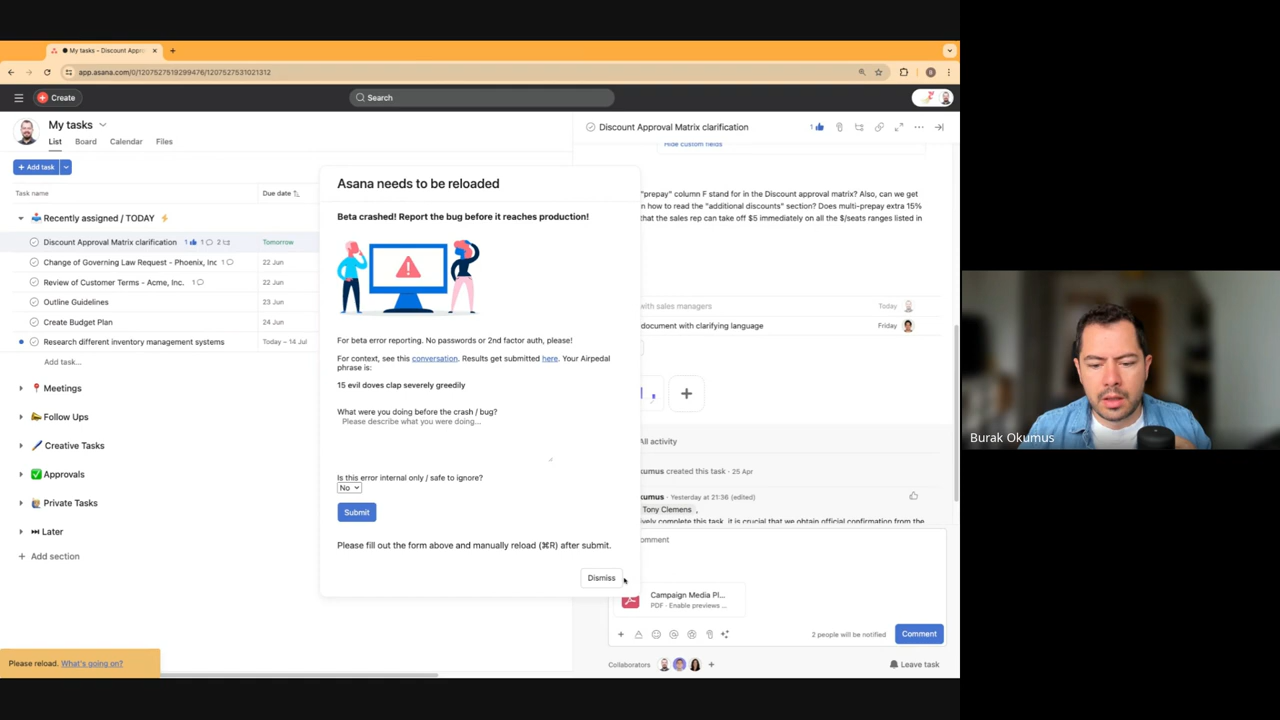 My tasks - Discount Appro
app.asana.com/0/1207527519299476/1207527531021312
Create
Search
My tasks
List Board Calendar Files
+ Add task
Task name Due date
Recently assigned / TODAY
Discount Approval Matrix clarification 1 1 2 Tomorrow
Change of Governing Law Request - Phoenix, Inc 1 22 Jun
Review of Customer Terms - Acme, Inc. 1 22 Jun
Outline Guidelines 23 Jun
Create Budget Plan 24 Jun
Research different inventory management systems Today – 14 Jul
Add task...
Meetings
Follow Ups
Creative Tasks
Approvals
Private Tasks
Later
+ Add section
Please reload. What's going on?
Asana needs to be reloaded
Beta crashed! Report the bug before it reaches production!
For beta error reporting. No passwords or 2nd factor auth, please!
For context, see this conversation. Results get submitted here. Your Airpedal
phrase is:
15 evil doves clap severely greedily
What were you doing before the crash / bug?
Please describe what you were doing...
Is this error internal only / safe to ignore?
No
Submit
Please fill out the form above and manually reload (⌘R) after submit.
Dismiss
Discount Approval Matrix clarification 1
Hide custom fields
"prepay" column F stand for in the Discount approval matrix? Also, can we get
on how to read the "additional discounts" section? Does multi-prepay extra 15%
that the sales rep can take off $5 immediately on all the $/seats ranges listed in
with sales managers Today
document with clarifying language Friday
All activity
kumus created this task · 25 Apr
kumus · Yesterday at 21:36 (edited)
Tony Clemens ,
ively complete this task, it is crucial that we obtain official confirmation from the
omment
Campaign Media Pl...
PDF · Enable previews ...
2 people will be notified Comment
Collaborators Leave task
Burak Okumus